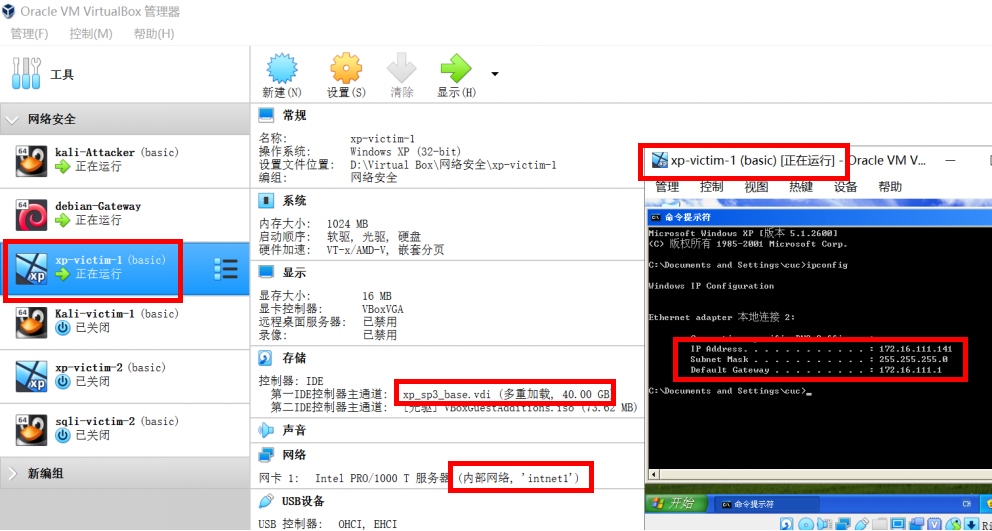 Oracle VM VirtualBox 管理器
管理(F) 控制(M) 帮助(H)
工具
新建(N) 设置(S) 清除 显示(H)
网络安全
kali-Attacker (basic)
正在运行
debian-Gateway
正在运行
xp-victim-1 (basic)
正在运行
Kali-victim-1 (basic)
已关闭
xp-victim-2 (basic)
已关闭
sqli-victim-2 (basic)
已关闭
新编组
常规
名称: xp-victim-1
操作系统: Windows XP (32-bit)
设置文件位置: D:\Virtual Box\网络安全\xp-victim-1
编组: 网络安全
系统
内存大小: 1024 MB
启动顺序: 软驱, 光驱, 硬盘
硬件加速: VT-x/AMD-V, 嵌套分页
显示
显存大小: 16 MB
显卡控制器: VBoxVGA
远程桌面服务器: 已禁用
录像: 已禁用
存储
控制器: IDE
第一IDE控制器主通道: xp_sp3_base.vdi (多重加载, 40.00 GB)
第二IDE控制器主通道: [光驱] VBoxGuestAdditions.iso (73.62 MB)
声音
网络
网卡 1: Intel PRO/1000 T 服务器 (内部网络, 'intnet1')
USB设备
USB 控制器: OHCI, EHCI
xp-victim-1 (basic) [正在运行] - Oracle VM V...
管理 控制 视图 热键 设备 帮助
命令提示符
Microsoft Windows XP [版本 5.1.2600]
(C) 版权所有 1985-2001 Microsoft Corp.
C:\Documents and Settings\cuc>ipconfig
Windows IP Configuration
Ethernet adapter 本地连接 2:
IP Address. . . . . . . . . . . . : 172.16.111.141
Subnet Mask . . . . . . . . . . . : 255.255.255.0
Default Gateway . . . . . . . . . : 172.16.111.1
C:\Documents and Settings\cuc>_
开始 命令提示符 CH